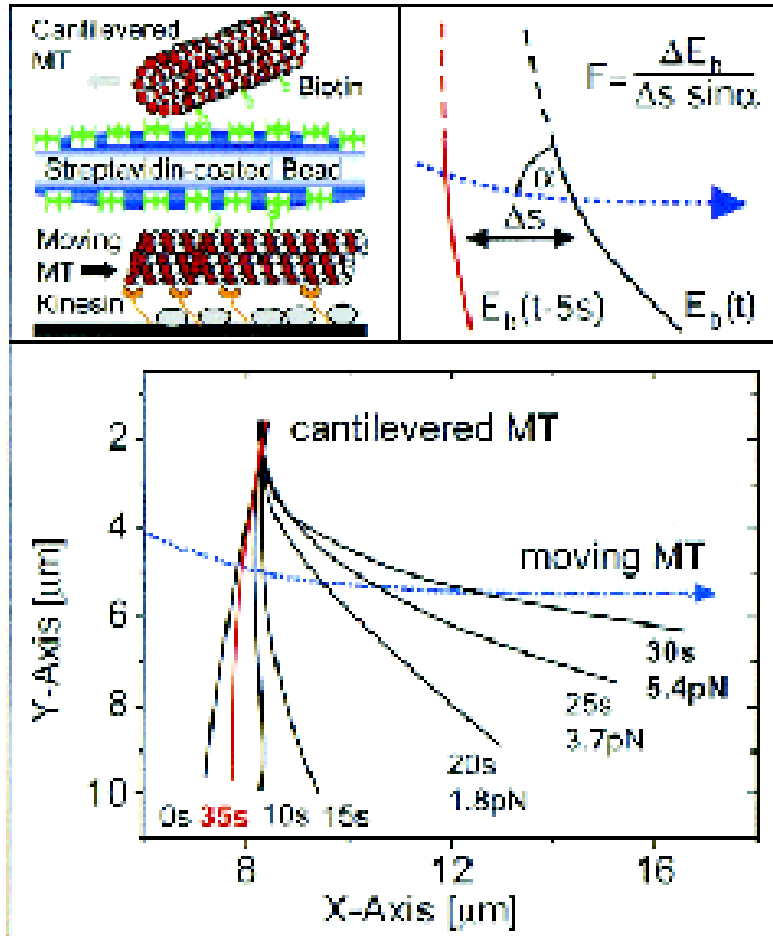 Cantilevered
MT
Biotin
Streptavidin-coated Bead
Moving
MT
Kinesin
F=ΔE_b/Δs sinα
α
Δs
E_b(t-5s)
E_b(t)
cantilevered MT
moving MT
30s
5.4pN
25s
3.7pN
20s
1.8pN
0s 35s 10s 15s
2
4
6
8
10
Y-Axis [μm]
8 12 16
X-Axis [μm]